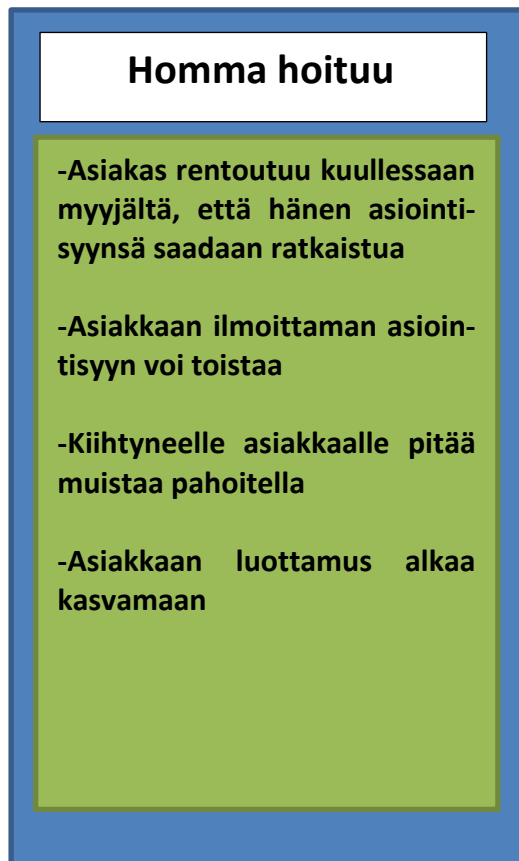 Homma hoituu
-Asiakas rentoutuu kuullessaan
myyjältä, että hänen asiointi-
syynsä saadaan ratkaistua
-Asiakkaan ilmoittaman asioin-
tisyyn voi toistaa
-Kiihtyneelle asiakkaalle pitää
muistaa pahoitella
-Asiakkaan luottamus alkaa
kasvamaan